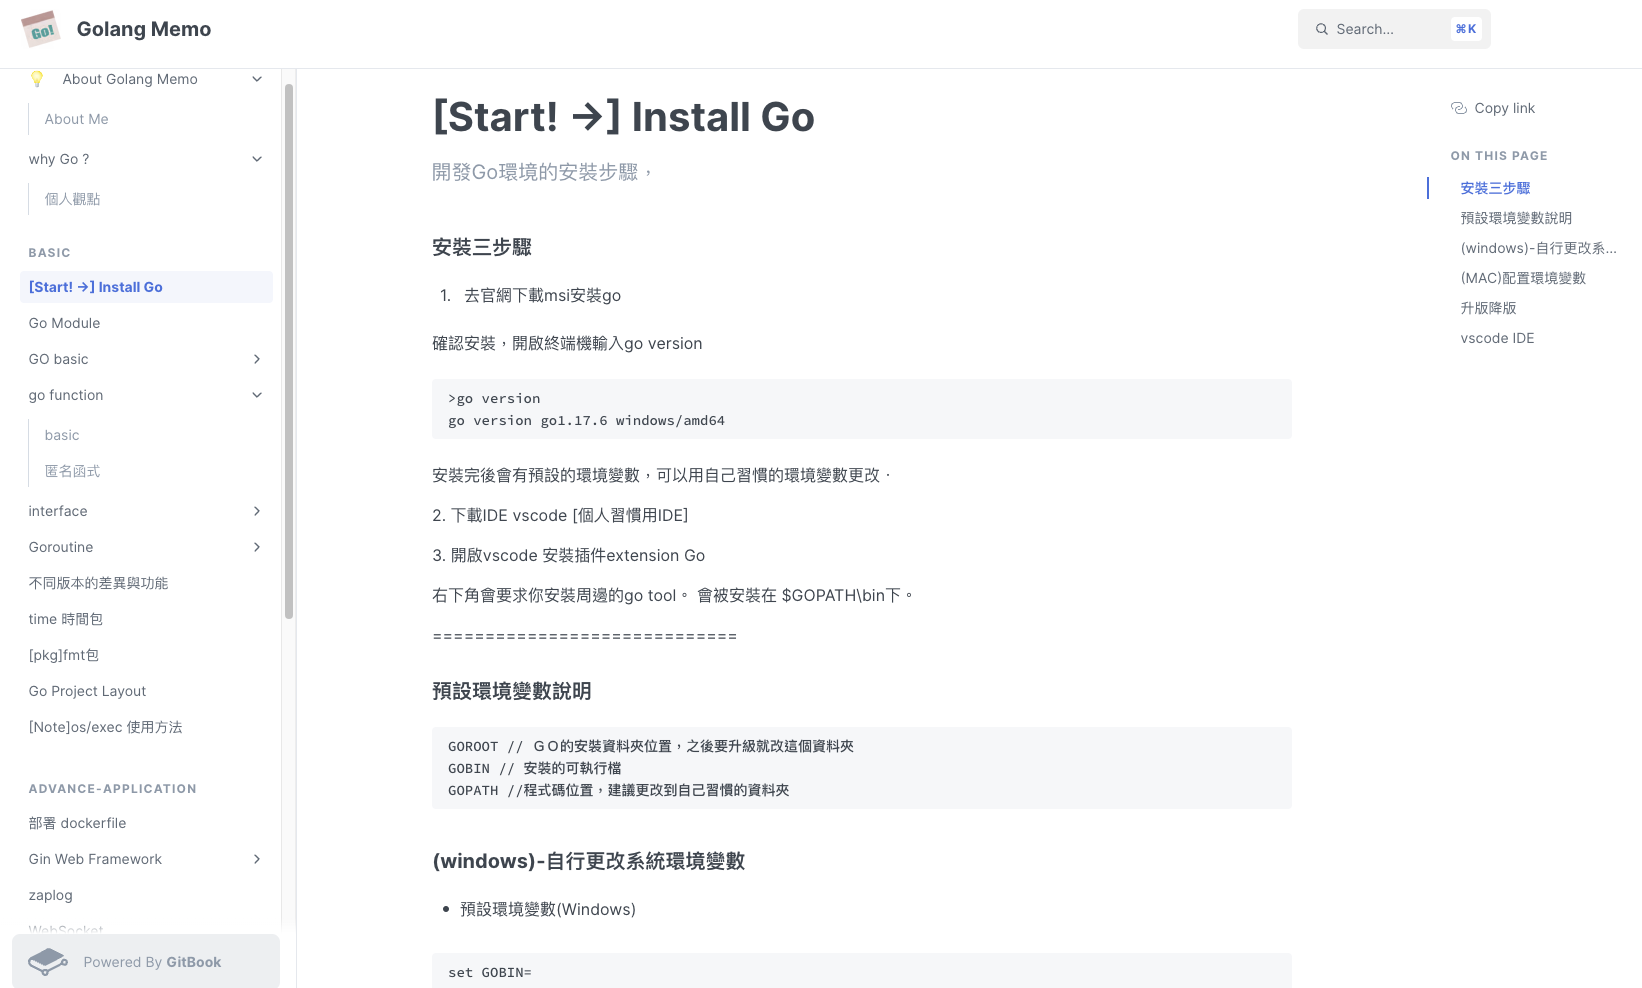 Go!
Golang Memo
Search...
⌘K
💡 About Golang Memo
About Me
why Go ?
個人觀點
BASIC
[Start! →] Install Go
Go Module
GO basic
go function
basic
匿名函式
interface
Goroutine
不同版本的差異與功能
time 時間包
[pkg]fmt包
Go Project Layout
[Note]os/exec 使用方法
ADVANCE-APPLICATION
部署 dockerfile
Gin Web Framework
zaplog
WebSocket
Powered By GitBook
[Start! →] Install Go
開發Go環境的安裝步驟，
安裝三步驟
1. 去官網下載msi安裝go
確認安裝，開啟終端機輸入go version
>go version
go version go1.17.6 windows/amd64
安裝完後會有預設的環境變數，可以用自己習慣的環境變數更改．
2. 下載IDE vscode [個人習慣用IDE]
3. 開啟vscode 安裝插件extension Go
右下角會要求你安裝周邊的go tool。 會被安裝在 $GOPATH\bin下。
=============================
預設環境變數說明
GOROOT // ＧＯ的安裝資料夾位置，之後要升級就改這個資料夾
GOBIN // 安裝的可執行檔
GOPATH //程式碼位置，建議更改到自己習慣的資料夾
(windows)-自行更改系統環境變數
• 預設環境變數(Windows)
set GOBIN=
Copy link
ON THIS PAGE
安裝三步驟
預設環境變數說明
(windows)-自行更改系...
(MAC)配置環境變數
升版降版
vscode IDE